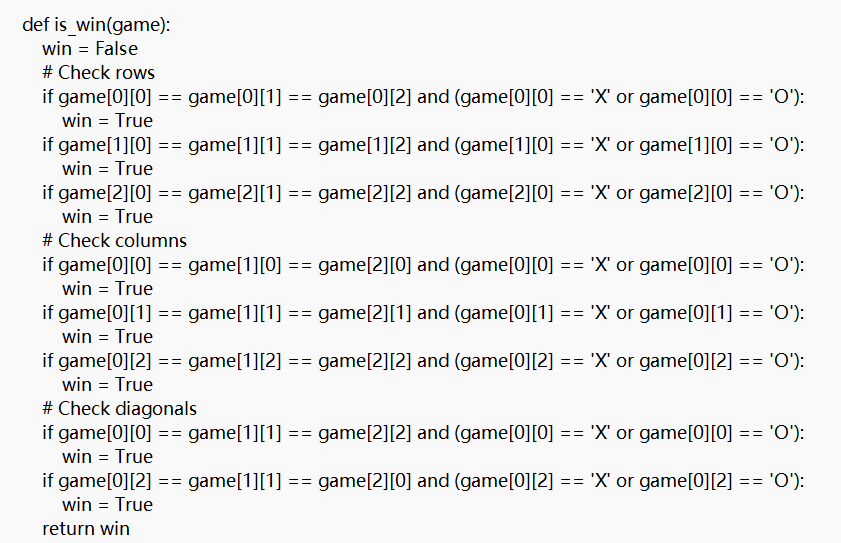 def is_win(game):
    win = False
    # Check rows
    if game[0][0] == game[0][1] == game[0][2] and (game[0][0] == 'X' or game[0][0] == 'O'):
        win = True
    if game[1][0] == game[1][1] == game[1][2] and (game[1][0] == 'X' or game[1][0] == 'O'):
        win = True
    if game[2][0] == game[2][1] == game[2][2] and (game[2][0] == 'X' or game[2][0] == 'O'):
        win = True
    # Check columns
    if game[0][0] == game[1][0] == game[2][0] and (game[0][0] == 'X' or game[0][0] == 'O'):
        win = True
    if game[0][1] == game[1][1] == game[2][1] and (game[0][1] == 'X' or game[0][1] == 'O'):
        win = True
    if game[0][2] == game[1][2] == game[2][2] and (game[0][2] == 'X' or game[0][2] == 'O'):
        win = True
    # Check diagonals
    if game[0][0] == game[1][1] == game[2][2] and (game[0][0] == 'X' or game[0][0] == 'O'):
        win = True
    if game[0][2] == game[1][1] == game[2][0] and (game[0][2] == 'X' or game[0][2] == 'O'):
        win = True
    return win